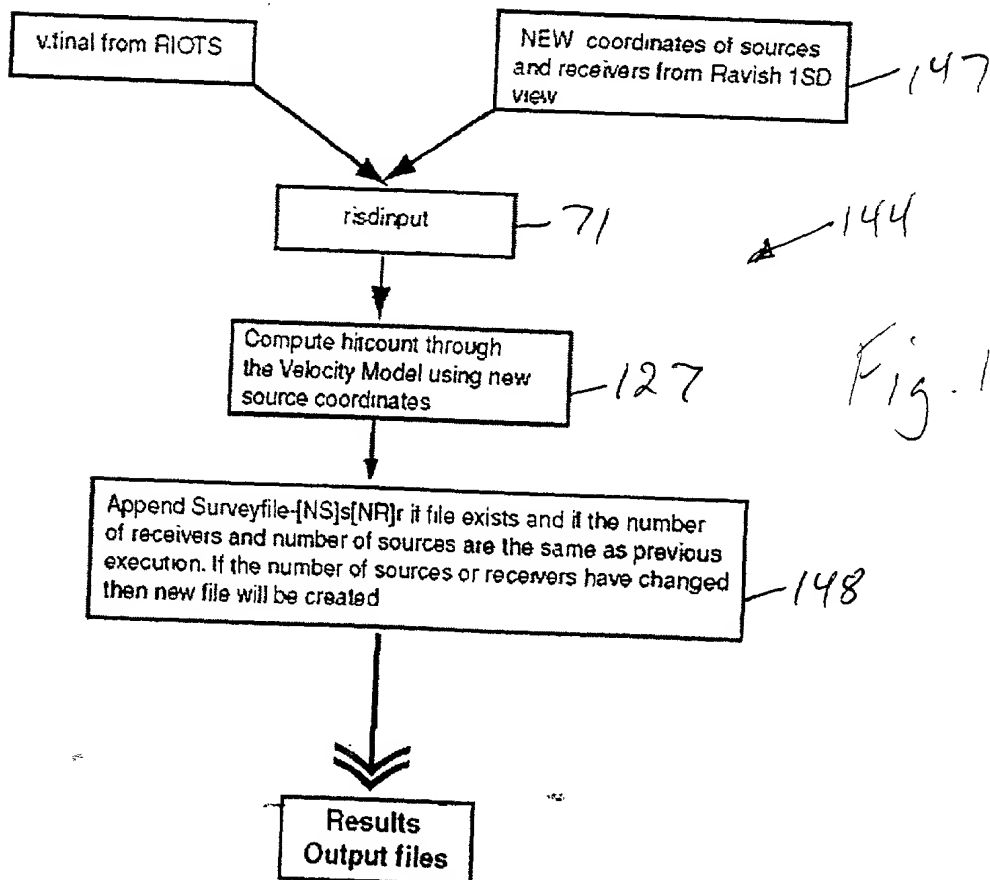 v.final from RIOTS
NEW coordinates of sources
and receivers from Ravish 1SD
view
147
risdinput
71
144
Compute hitcount through
the Velocity Model using new
source coordinates
127
Fig. 1
Append Surveyfile-[NS]s[NR]r if file exists and if the number
of receivers and number of sources are the same as previous
execution. If the number of sources or receivers have changed
then new file will be created
148
Results
Output files